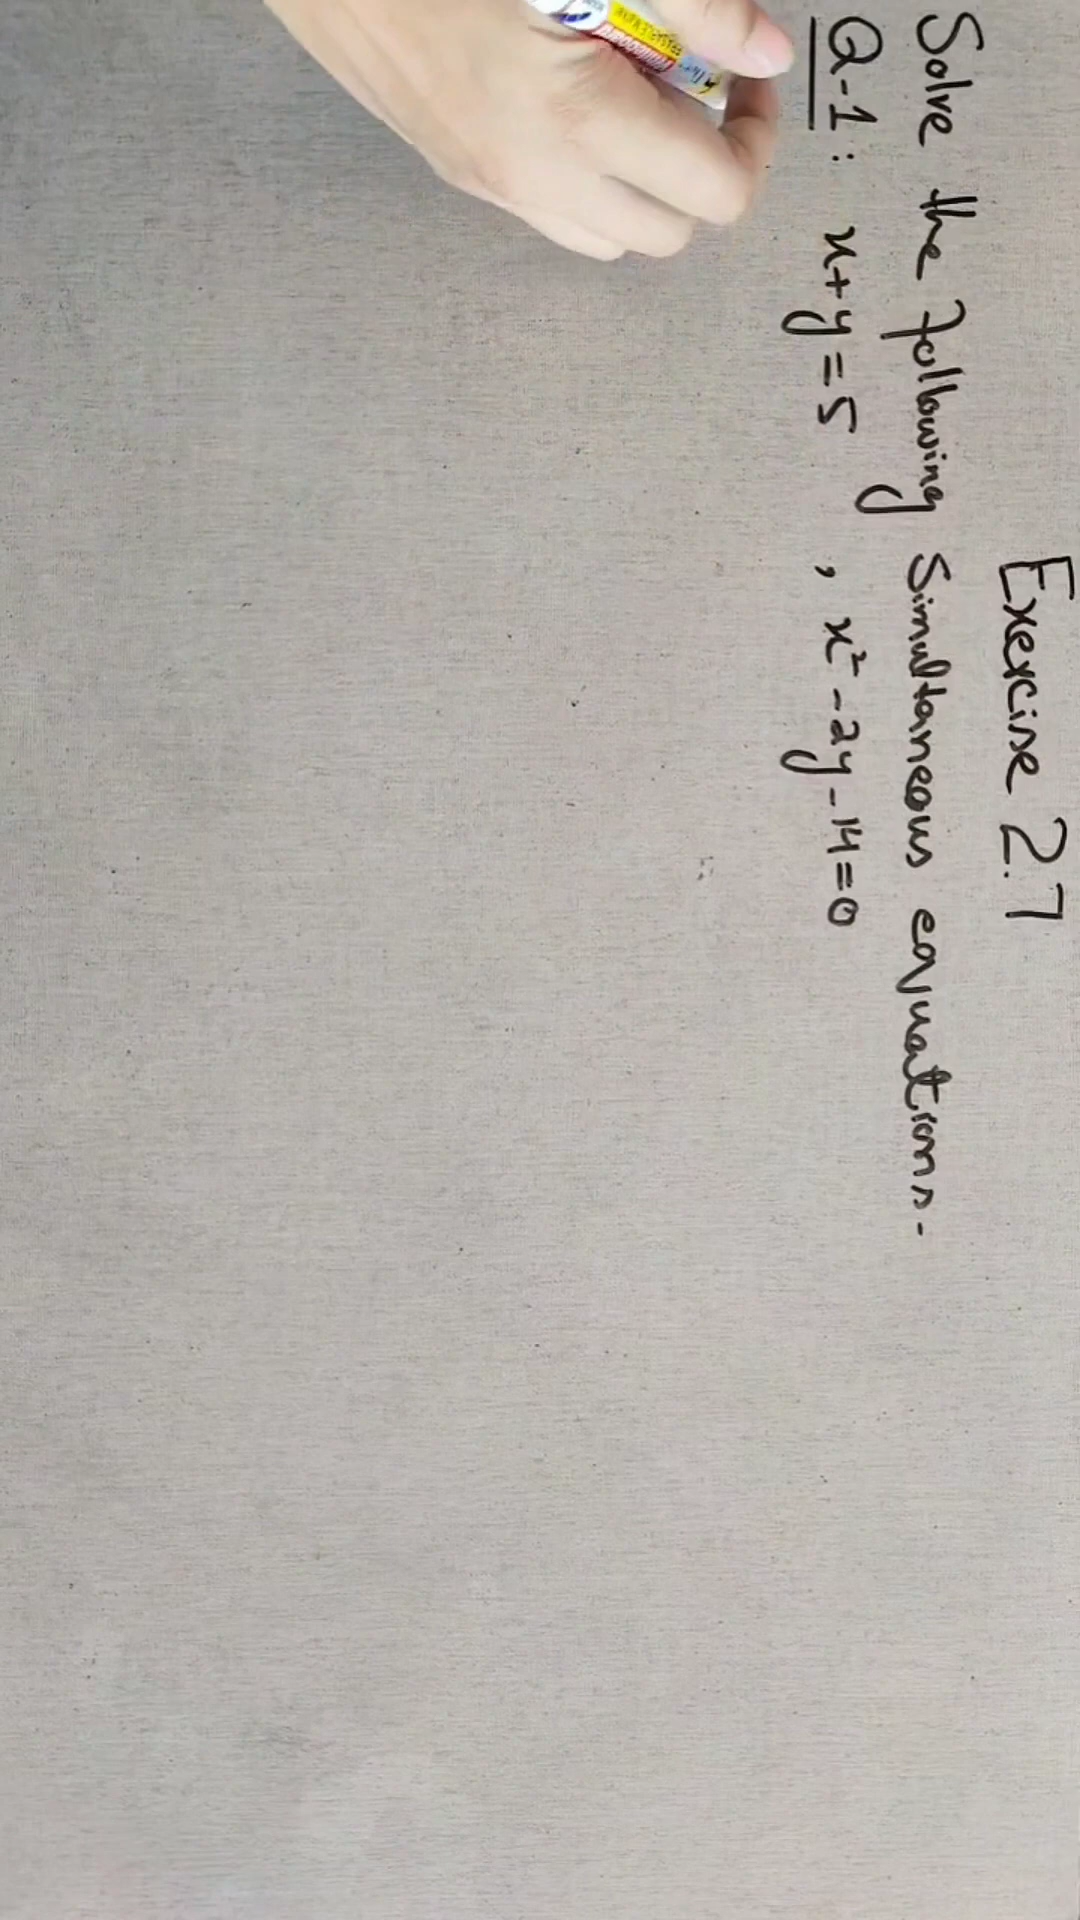 Exercise 2.7
Solve the following Simultaneous equations.
Q-1: x+y=5 , x²-2y-14=0